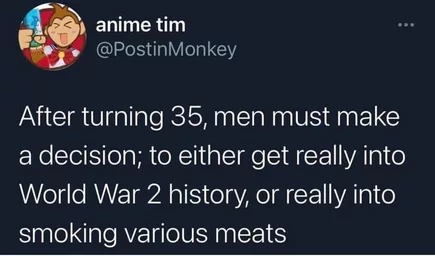 anime tim
@PostinMonkey
After turning 35, men must make
a decision; to either get really into
World War 2 history, or really into
smoking various meats